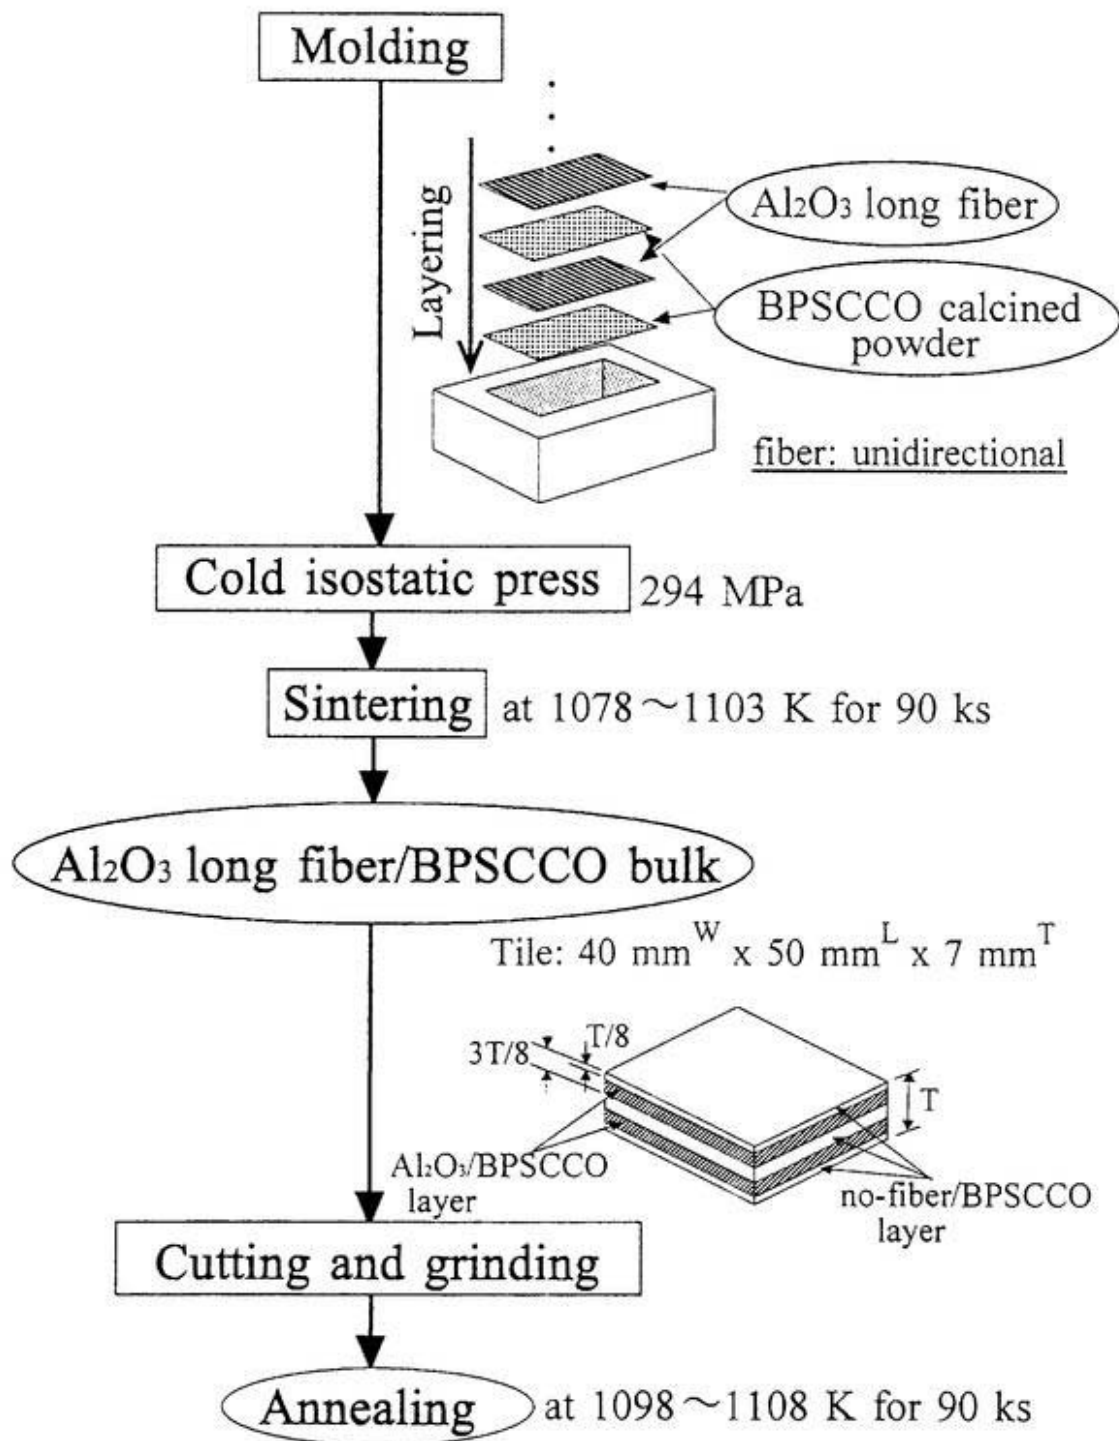 Molding
Layering
Al₂O₃ long fiber
BPSCCO calcined
powder
fiber: unidirectional
Cold isostatic press
294 MPa
Sintering
at 1078~1103 K for 90 ks
Al₂O₃ long fiber/BPSCCO bulk
Tile: 40 mmᵂ x 50 mmᴸ x 7 mmᵀ
T/8
3T/8
T
Al₂O₃/BPSCCO
layer
no-fiber/BPSCCO
layer
Cutting and grinding
Annealing
at 1098~1108 K for 90 ks